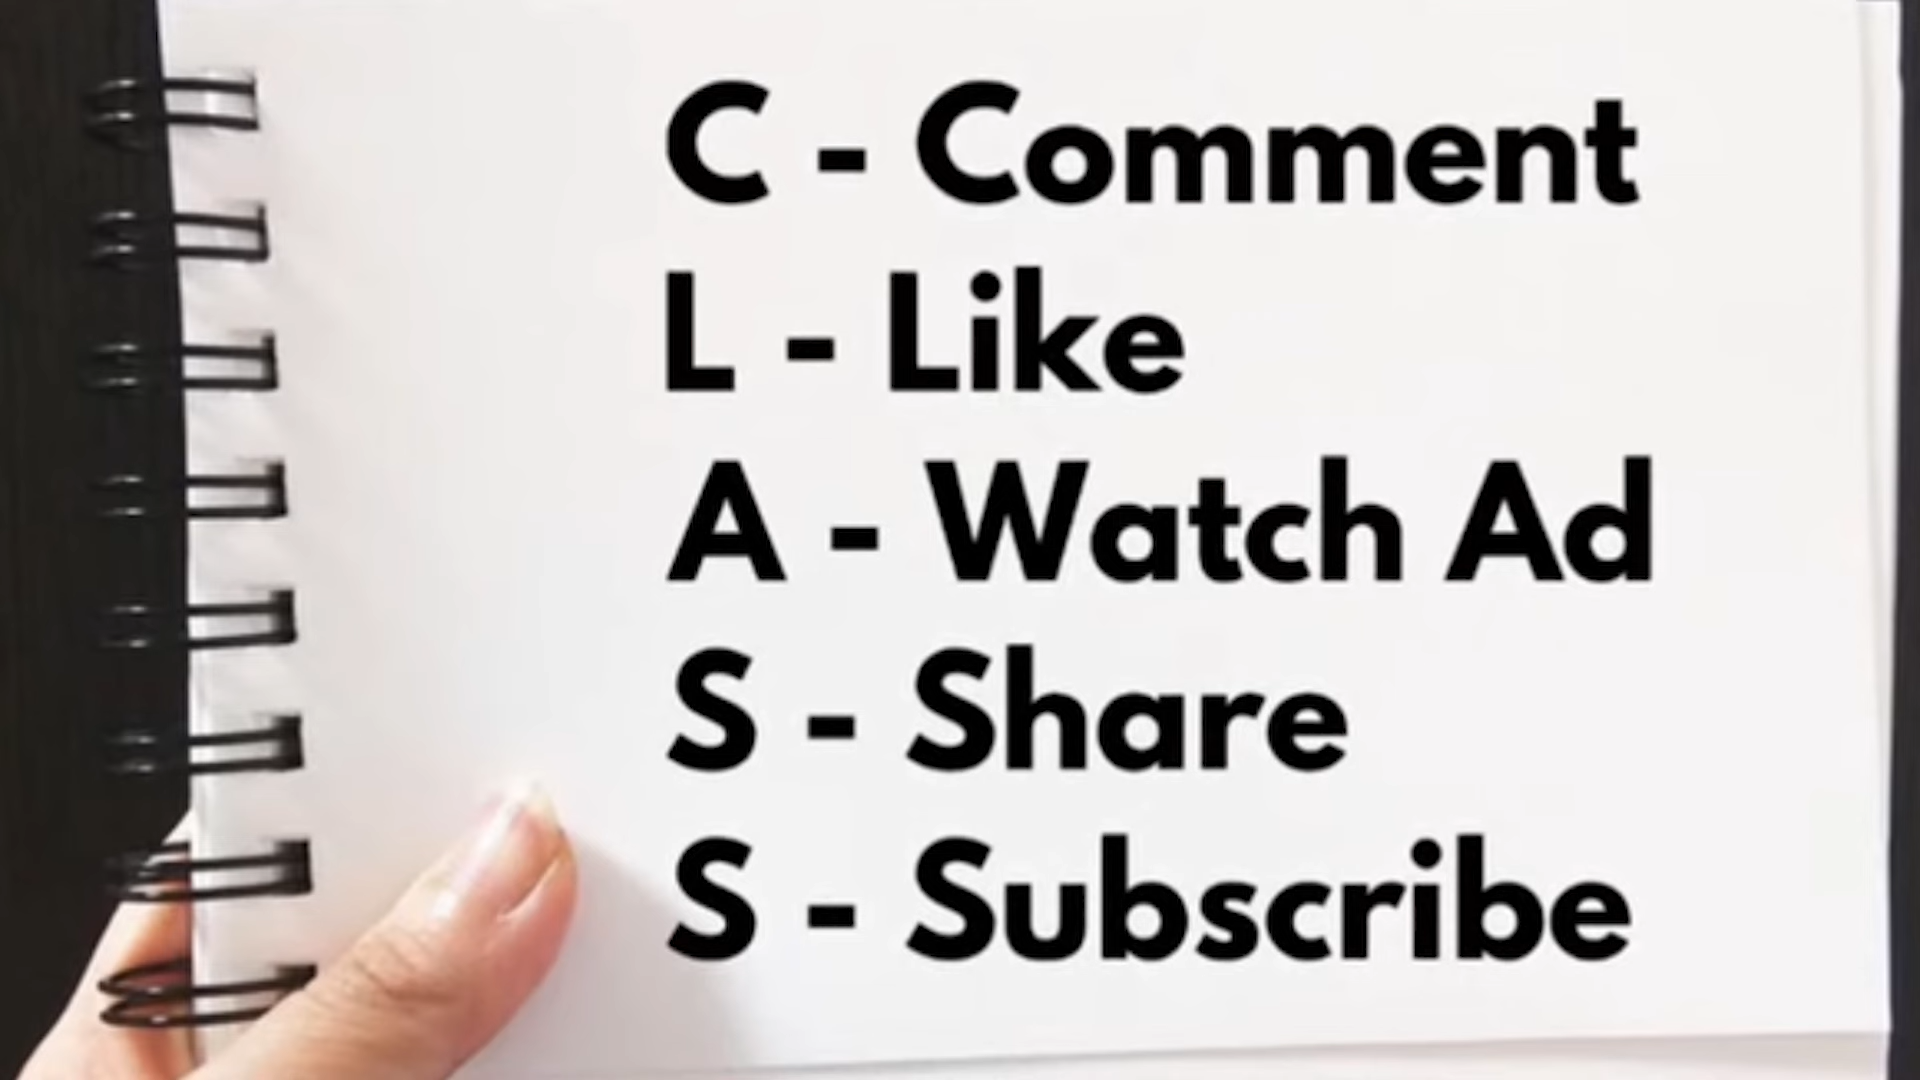 C - Comment
L - Like
A - Watch Ad
S - Share
S - Subscribe